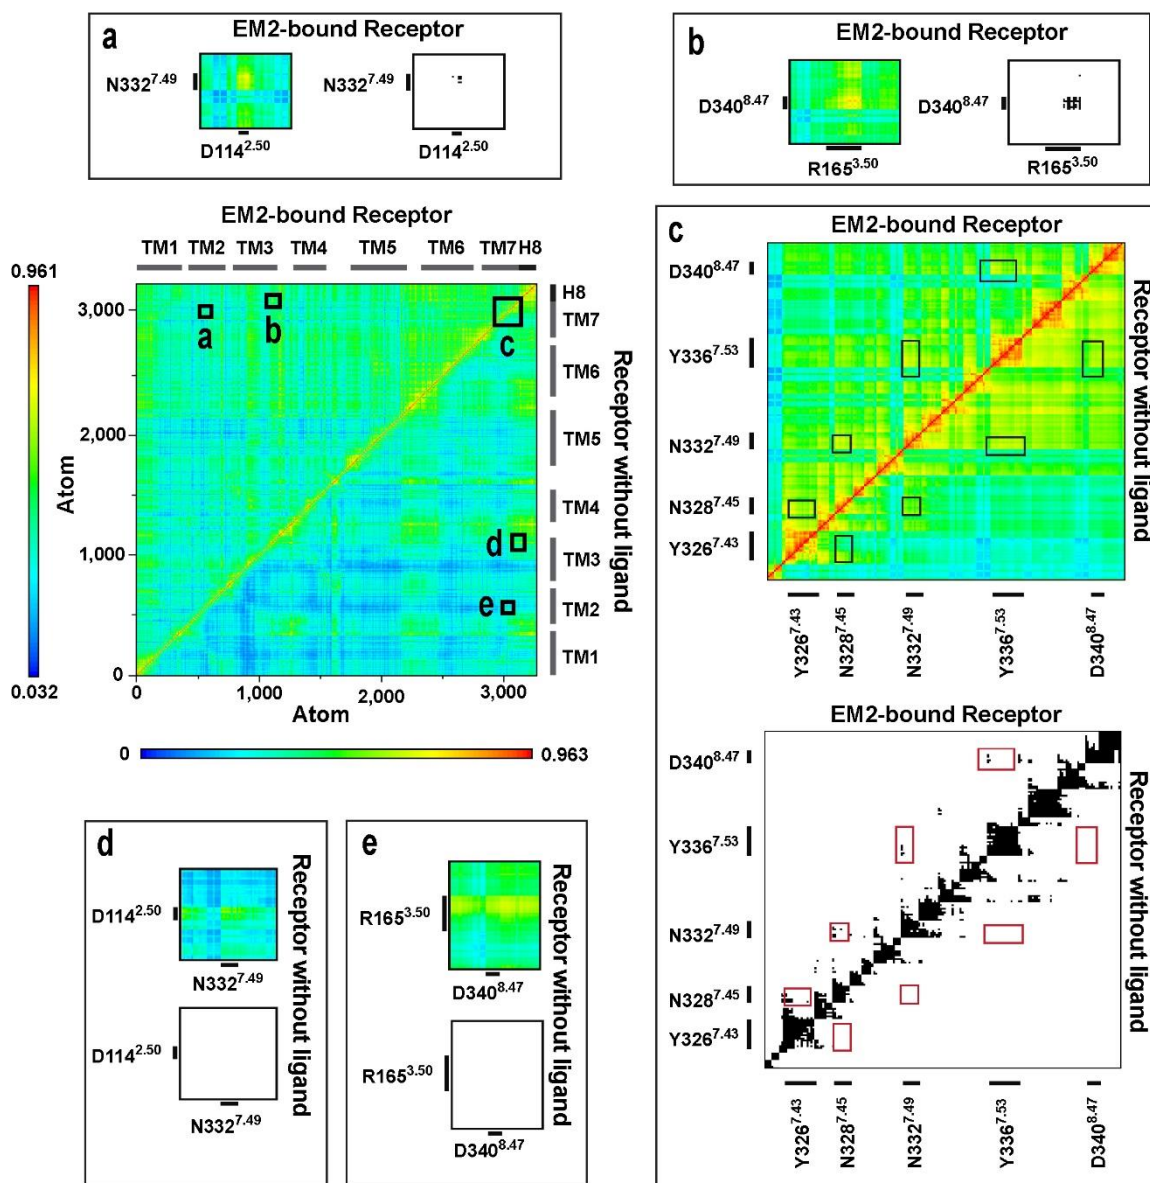 a
EM2-bound Receptor
N332^7.49
D114^2.50
N332^7.49
D114^2.50
b
EM2-bound Receptor
D340^8.47
R165^3.50
D340^8.47
R165^3.50
EM2-bound Receptor
TM1 TM2 TM3 TM4 TM5 TM6 TM7 H8
0.961
0.032
Atom
3,000
2,000
1,000
0
a
b
c
d
e
H8
TM7
TM6
TM5
TM4
TM3
TM2
TM1
Receptor without ligand
0 1,000 2,000 3,000
Atom
0 0.963
c
EM2-bound Receptor
D340^8.47
Y336^7.53
N332^7.49
N328^7.45
Y326^7.43
Receptor without ligand
Y326^7.43
N328^7.45
N332^7.49
Y336^7.53
D340^8.47
EM2-bound Receptor
D340^8.47
Y336^7.53
N332^7.49
N328^7.45
Y326^7.43
Receptor without ligand
Y326^7.43
N328^7.45
N332^7.49
Y336^7.53
D340^8.47
d
D114^2.50
N332^7.49
D114^2.50
N332^7.49
Receptor without ligand
e
R165^3.50
D340^8.47
R165^3.50
D340^8.47
Receptor without ligand